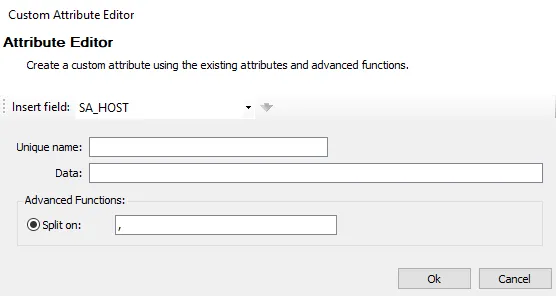 Custom Attribute Editor
Attribute Editor
Create a custom attribute using the existing attributes and advanced functions.
Insert field: SA_HOST
Unique name:
Data:
Advanced Functions:
Split on: ,
Ok Cancel